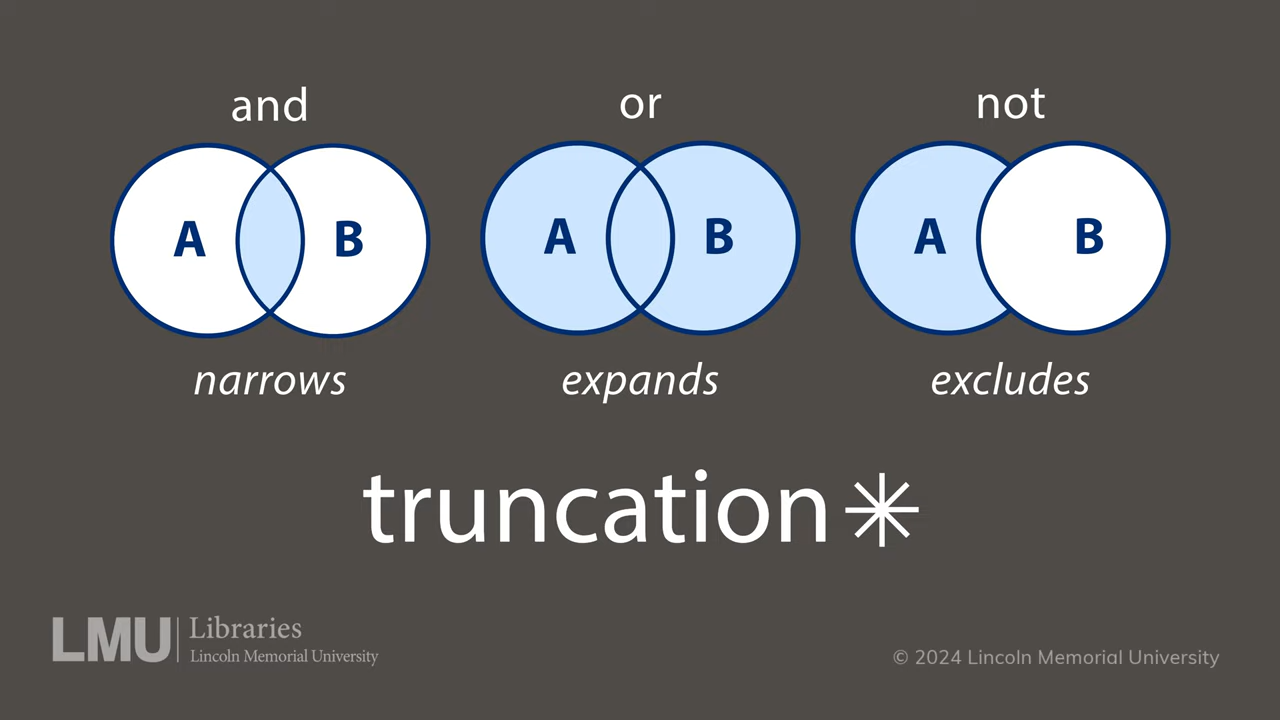 and
or
not
A
B
A
B
A
B
narrows
expands
excludes
truncation*
LMU
Libraries
Lincoln Memorial University
© 2024 Lincoln Memorial University